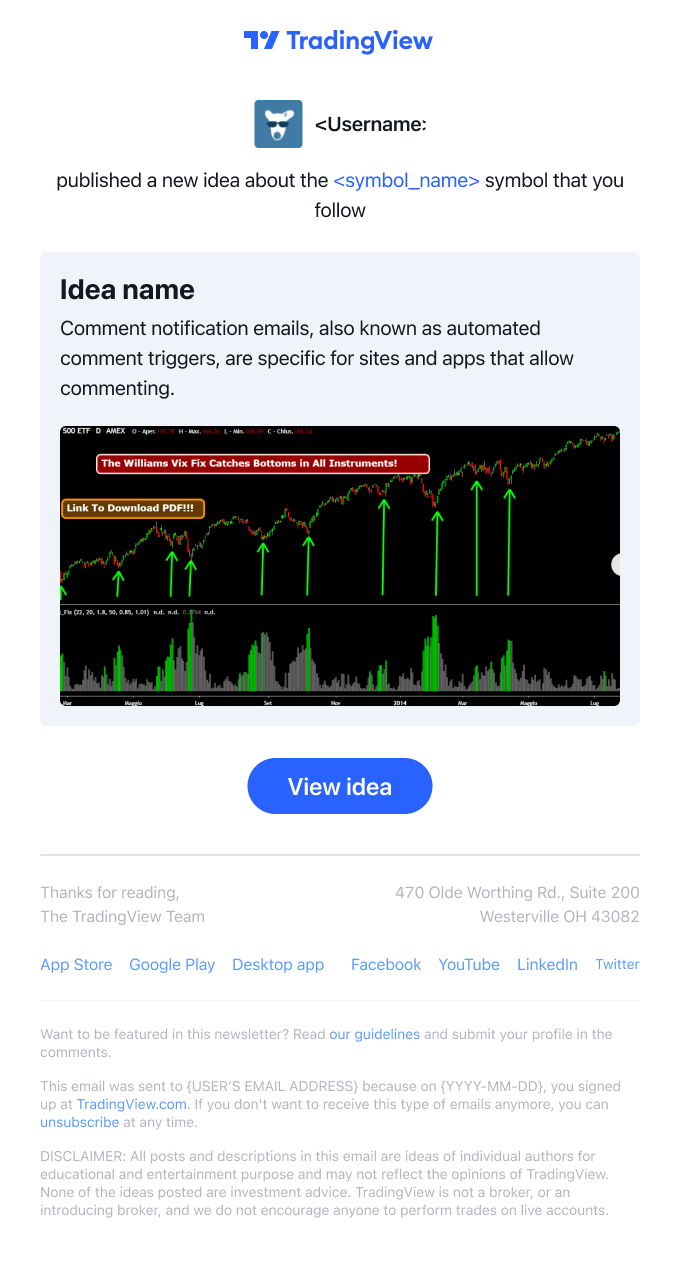 TradingView
<Username:
published a new idea about the <symbol_name> symbol that you
follow
Idea name
Comment notification emails, also known as automated
comment triggers, are specific for sites and apps that allow
commenting.
500 ETF D AMEX O - Aper. H - Max. L - Min. C - Chius.
The Williams Vix Fix Catches Bottoms in All Instruments!
Link To Download PDF!!!
_Fix (22, 20, 1.8, 50, 0.85, 1.01) n.d. n.d. n.d.
Mar Maggio Lug Set Nov 2014 Mar Maggio Lug
View idea
Thanks for reading,
The TradingView Team
470 Olde Worthing Rd., Suite 200
Westerville OH 43082
App Store Google Play Desktop app Facebook YouTube LinkedIn Twitter
Want to be featured in this newsletter? Read our guidelines and submit your profile in the
comments.
This email was sent to {USER’S EMAIL ADDRESS} because on {YYYY-MM-DD}, you signed
up at TradingView.com. If you don't want to receive this type of emails anymore, you can
unsubscribe at any time.
DISCLAIMER: All posts and descriptions in this email are ideas of individual authors for
educational and entertainment purpose and may not reflect the opinions of TradingView.
None of the ideas posted are investment advice. TradingView is not a broker, or an
introducing broker, and we do not encourage anyone to perform trades on live accounts.